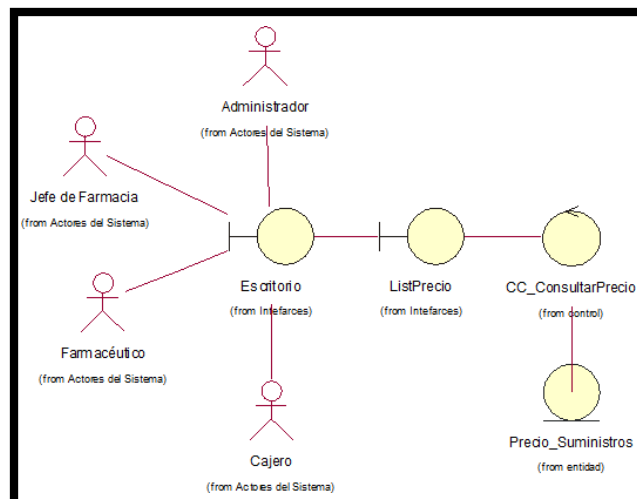 Administrador
(from Actores del Sistema)
Jefe de Farmacia
(from Actores del Sistema)
Escritorio
(from Intefarces)
ListPrecio
(from Intefarces)
CC_ConsultarPrecio
(from control)
Farmacéutico
(from Actores del Sistema)
Cajero
(from Actores del Sistema)
Precio_Suministros
(from entidad)